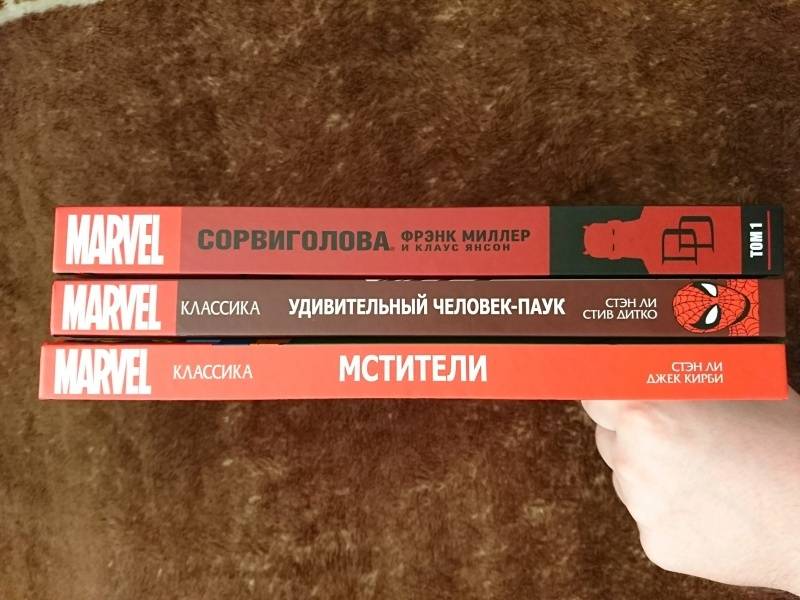 MARVEL СОРВИГОЛОВА ФРЭНК МИЛЛЕР
И КЛАУС ЯНСОН
DD
ТОМ 1
MARVEL КЛАССИКА УДИВИТЕЛЬНЫЙ ЧЕЛОВЕК-ПАУК СТЭН ЛИ
СТИВ ДИТКО
MARVEL КЛАССИКА МСТИТЕЛИ СТЭН ЛИ
ДЖЕК КИРБИ